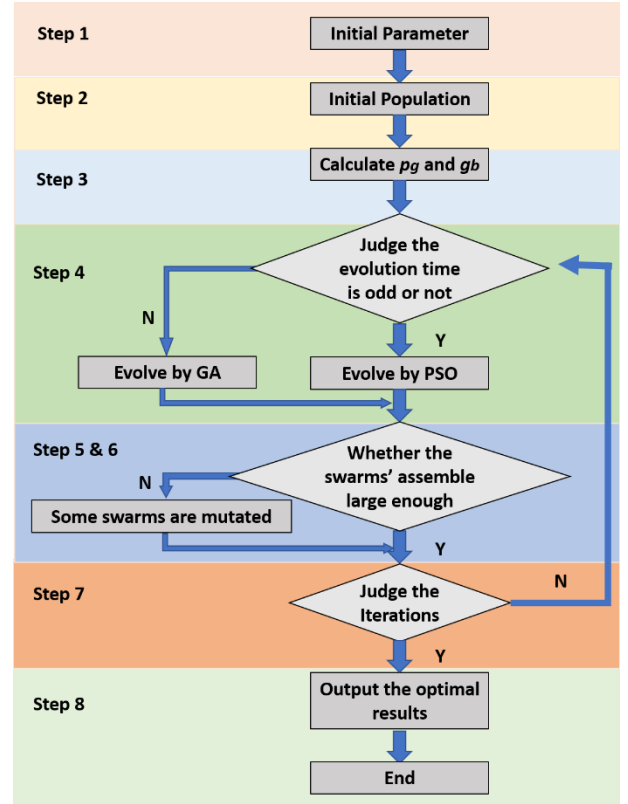 Step 1
Initial Parameter
Step 2
Initial Population
Step 3
Calculate pg and gb
Step 4
Judge the
evolution time
is odd or not
N
Y
Evolve by GA
Evolve by PSO
Step 5 & 6
Whether the
swarms' assemble
large enough
N
Some swarms are mutated
Y
Step 7
Judge the
Iterations
N
Y
Step 8
Output the optimal
results
End